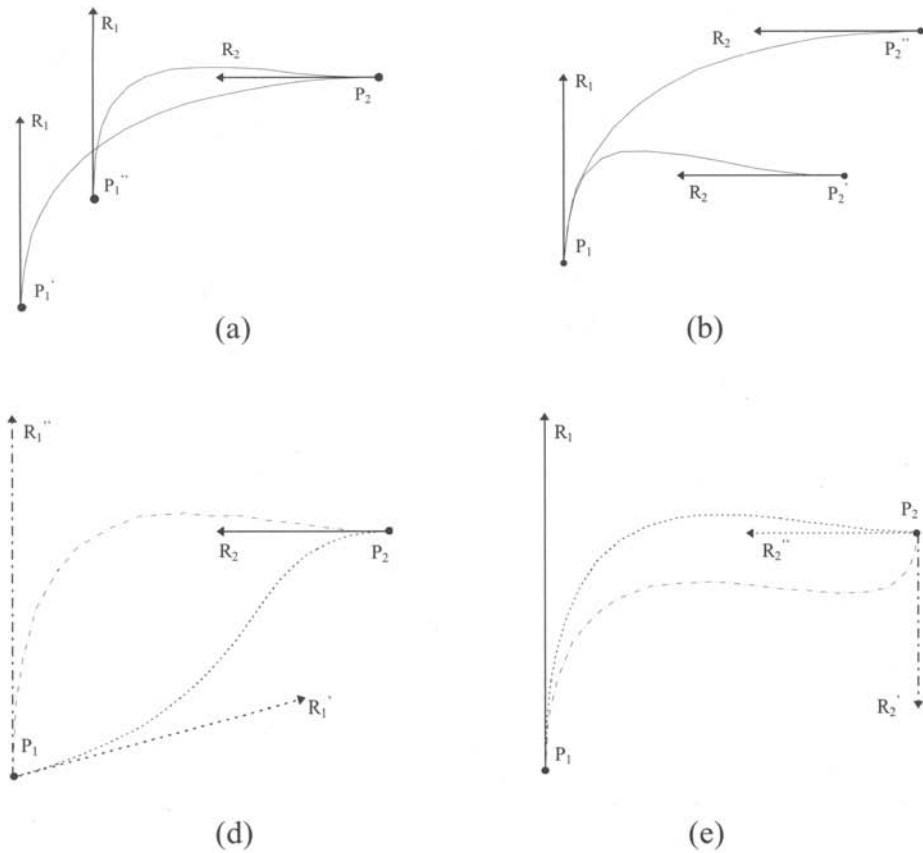 R₁
R₂
P₂
R₁
P₁''
P₁'
(a)
R₂
P₂''
R₁
R₂
P₂'
P₁
(b)
R₁''
R₂
P₂
R₁'
P₁
(d)
R₁
P₂
R₂''
R₂'
P₁
(e)